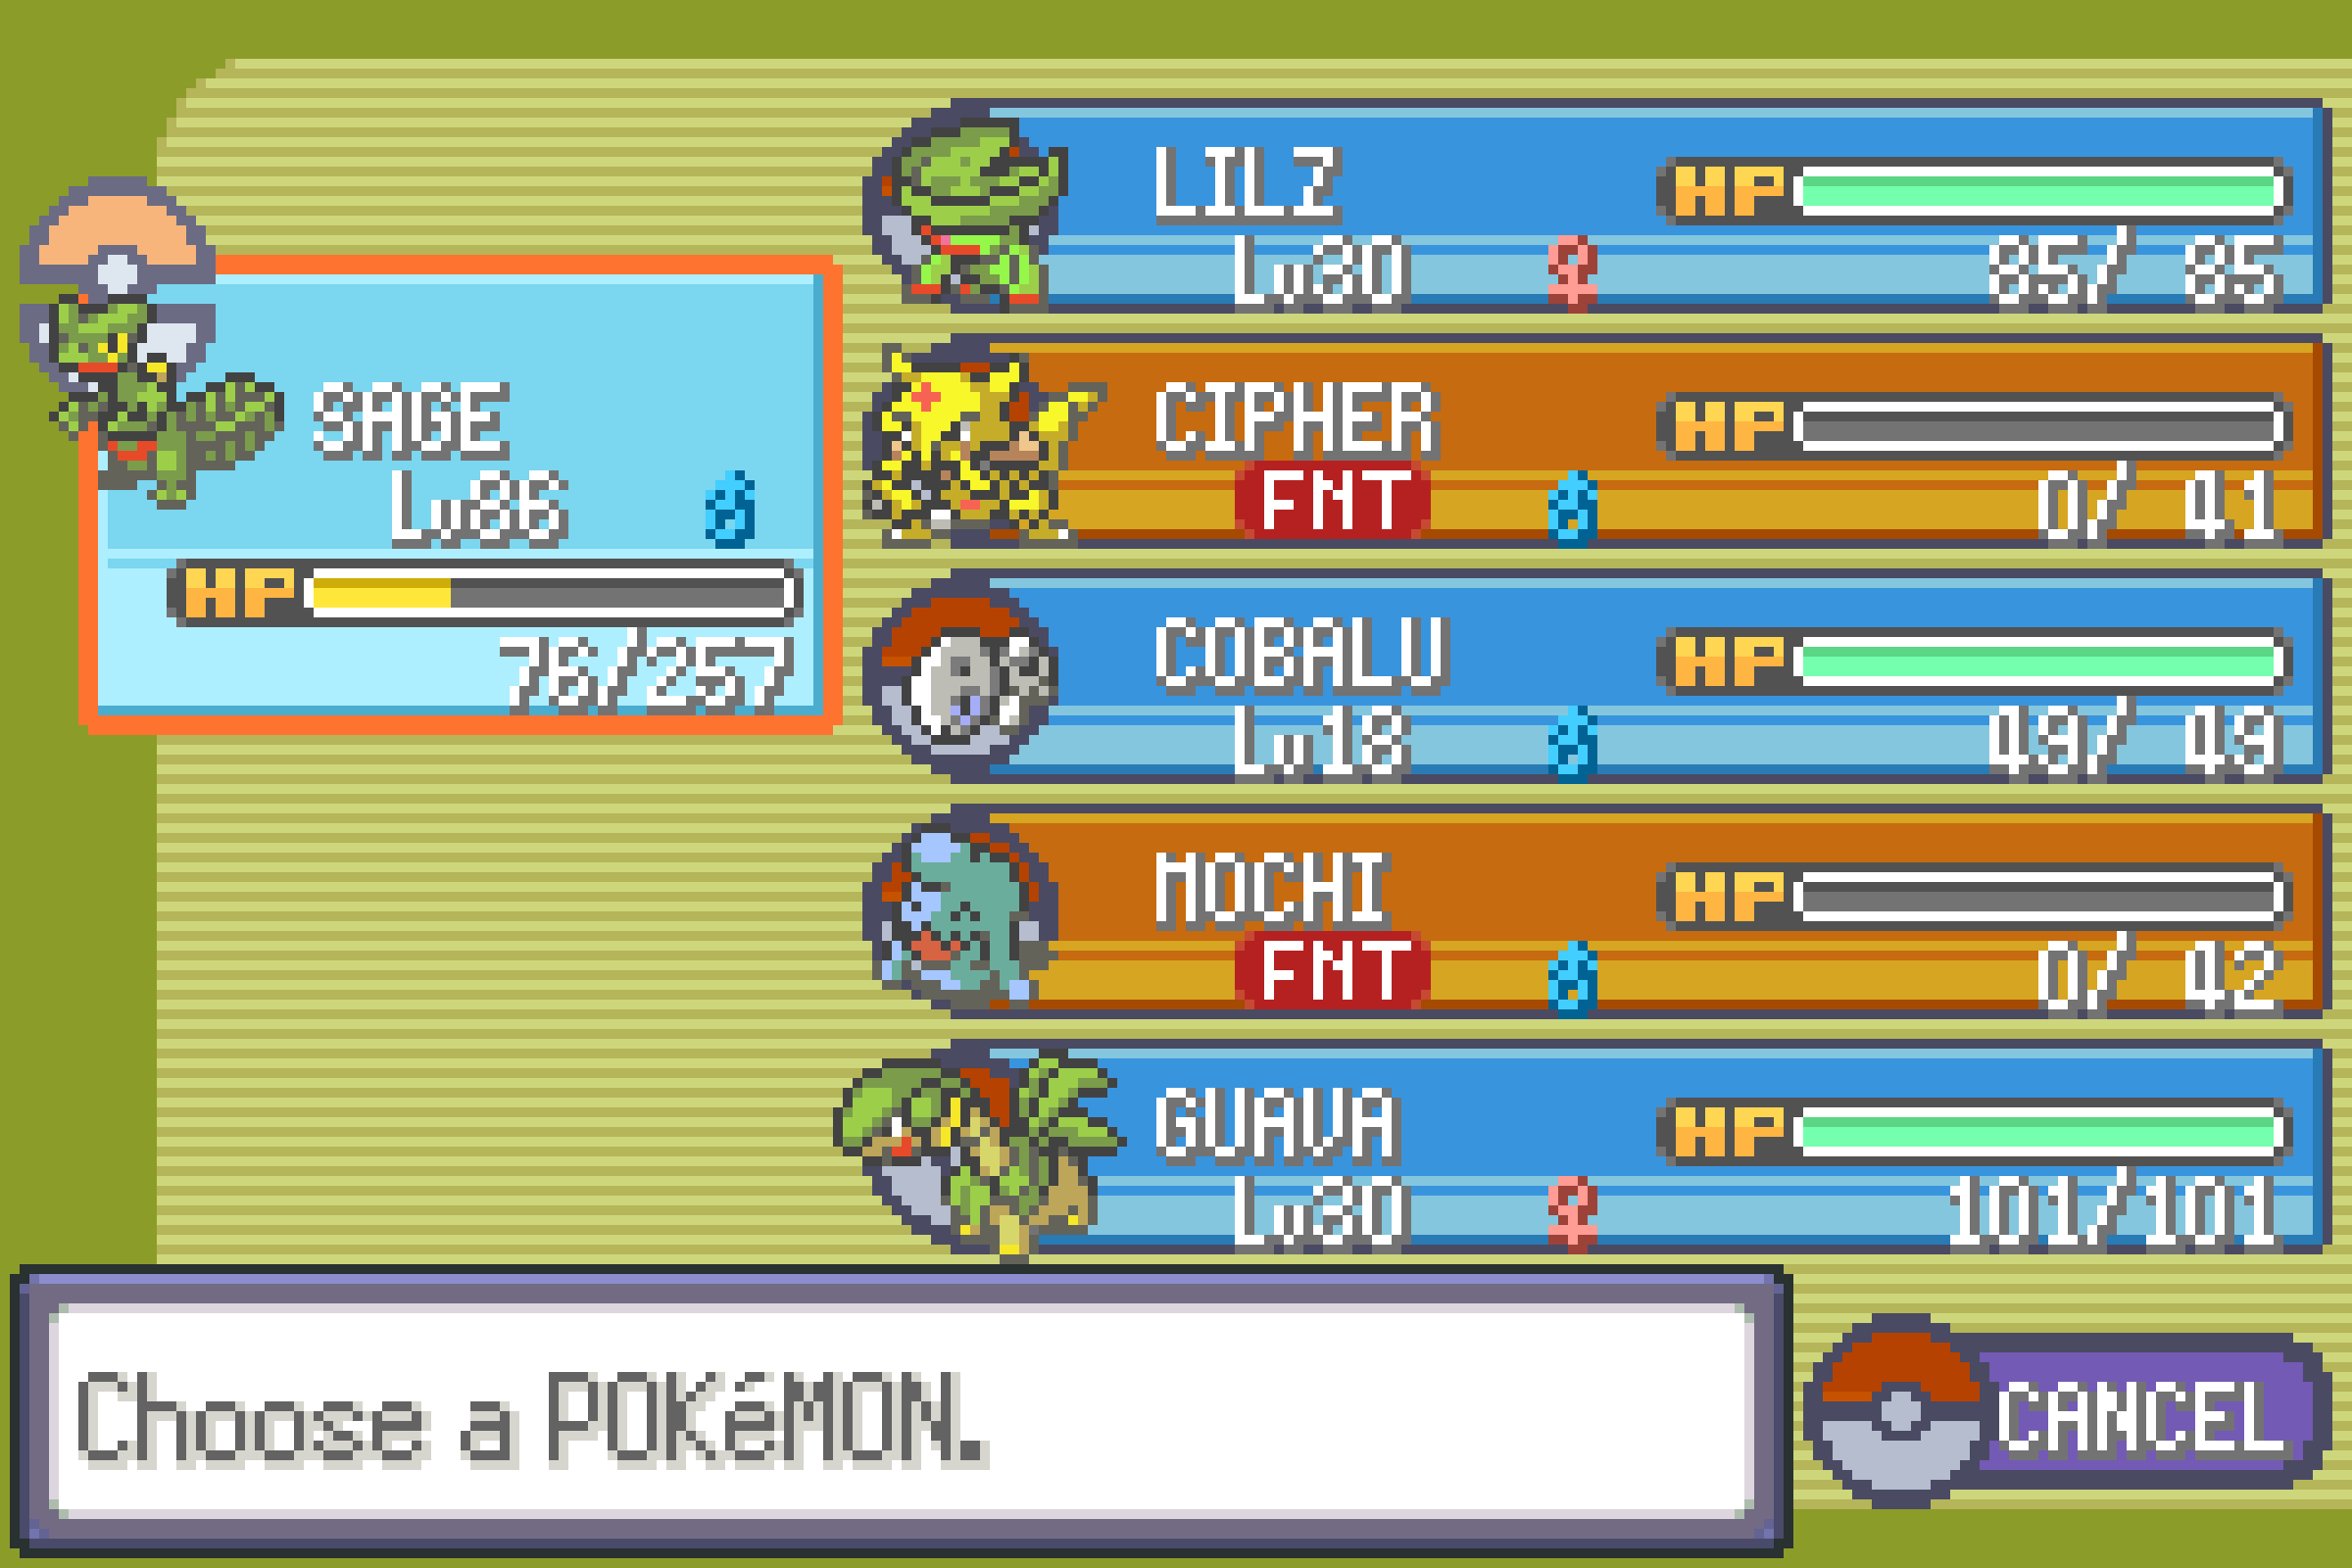 SAGE
Lv86 ♂
HP
76/257
LILZ
HP
Lv30 ♀
85/ 85
CIPHER
HP
FNT ♂
0/ 41
COBALU
HP
Lv18 ♂
49/ 49
MOCHI
HP
FNT ♂
0/ 42
GUAVA
HP
Lv30 ♀
101/101
Choose a POKéMON.
CANCEL